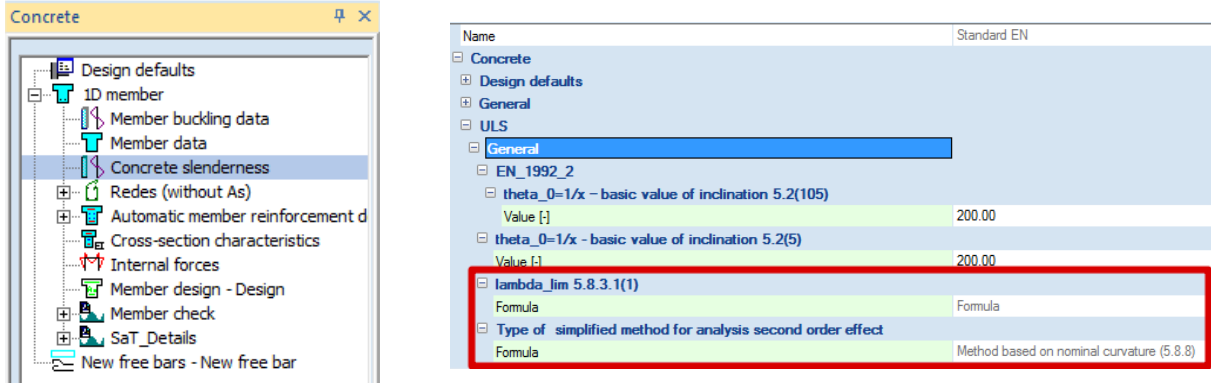 Concrete
Design defaults
1D member
Member buckling data
Member data
Concrete slenderness
Redes (without As)
Automatic member reinforcement d
Cross-section characteristics
Internal forces
Member design - Design
Member check
SaT_Details
New free bars - New free bar
Name Standard EN
Concrete
Design defaults
General
ULS
General
EN_1992_2
theta_0=1/x – basic value of inclination 5.2(105)
Value [-] 200.00
theta_0=1/x - basic value of inclination 5.2(5)
Value [-] 200.00
lambda_lim 5.8.3.1(1)
Formula Formula
Type of simplified method for analysis second order effect
Formula Method based on nominal curvature (5.8.8)